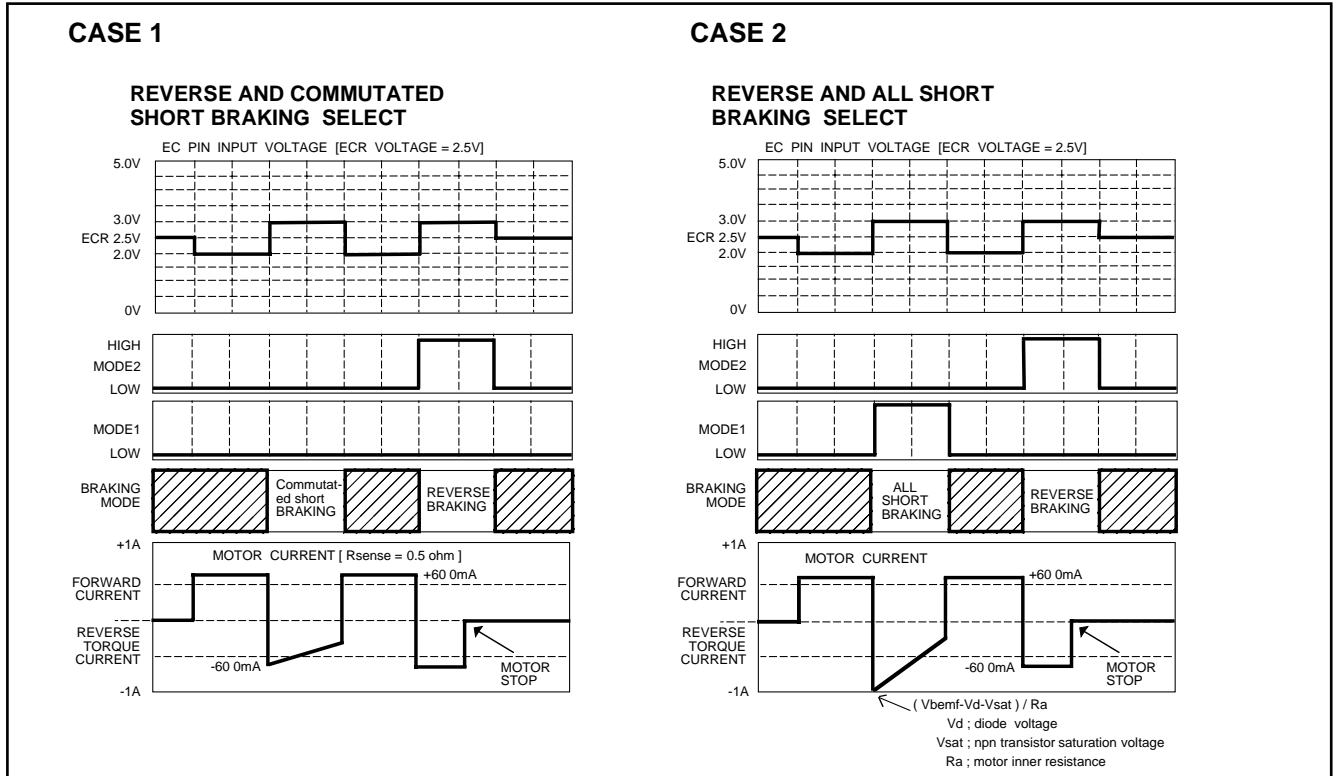 CASE 1
REVERSE AND COMMUTATED
SHORT BRAKING SELECT
EC PIN INPUT VOLTAGE [ECR VOLTAGE = 2.5V]
5.0V
3.0V
ECR 2.5V
2.0V
0V
HIGH
MODE2
LOW
MODE1
LOW
BRAKING
MODE
Commutat-
ed short
BRAKING
REVERSE
BRAKING
+1A
MOTOR CURRENT [ Rsense = 0.5 ohm ]
+60 0mA
FORWARD
CURRENT
REVERSE
TORQUE
CURRENT
-60 0mA
MOTOR
STOP
-1A
CASE 2
REVERSE AND ALL SHORT
BRAKING SELECT
EC PIN INPUT VOLTAGE [ECR VOLTAGE = 2.5V]
5.0V
3.0V
ECR 2.5V
2.0V
0V
HIGH
MODE2
LOW
MODE1
LOW
BRAKING
MODE
ALL
SHORT
BRAKING
REVERSE
BRAKING
+1A
MOTOR CURRENT
+60 0mA
FORWARD
CURRENT
REVERSE
TORQUE
CURRENT
-60 0mA
MOTOR
STOP
-1A
( Vbemf-Vd-Vsat ) / Ra
Vd ; diode voltage
Vsat ; npn transistor saturation voltage
Ra ; motor inner resistance